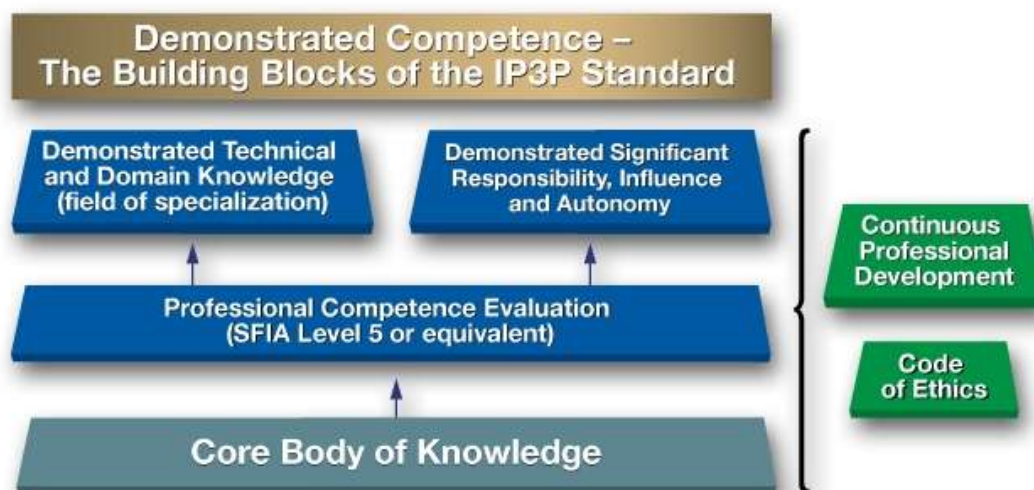 Demonstrated Competence –
The Building Blocks of the IP3P Standard
Demonstrated Technical
and Domain Knowledge
(field of specialization)
Demonstrated Significant
Responsibility, Influence
and Autonomy
Professional Competence Evaluation
(SFIA Level 5 or equivalent)
Core Body of Knowledge
Continuous
Professional
Development
Code
of Ethics